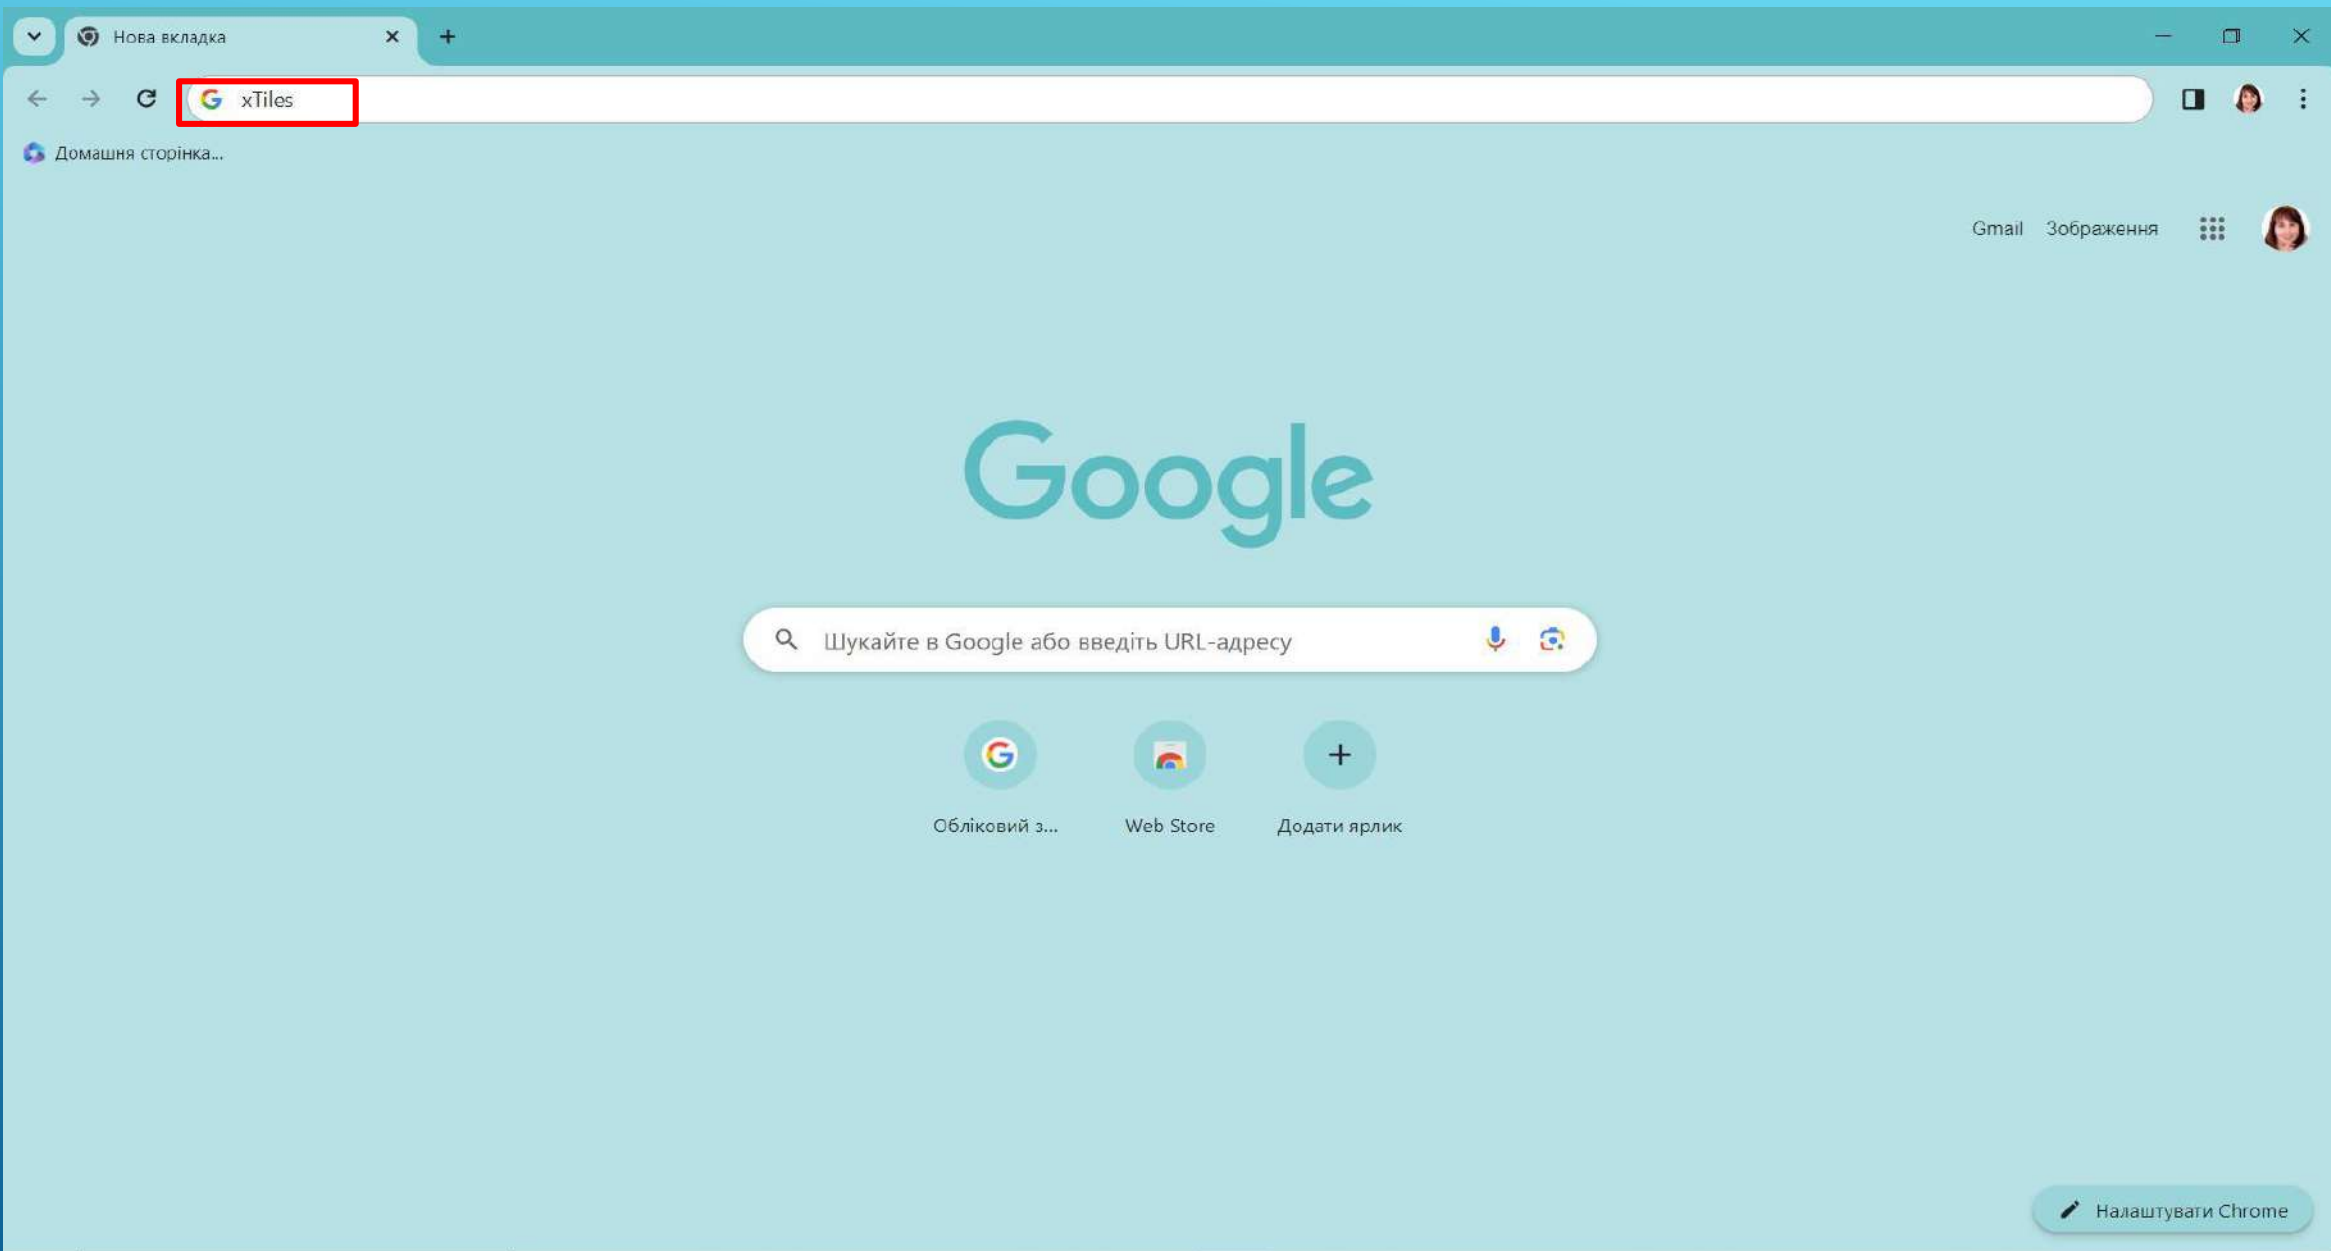 Нова вкладка
xTiles
Домашня сторінка...
Gmail Зображення
Google
Шукайте в Google або введіть URL-адресу
Обліковий з... Web Store Додати ярлик
Налаштувати Chrome